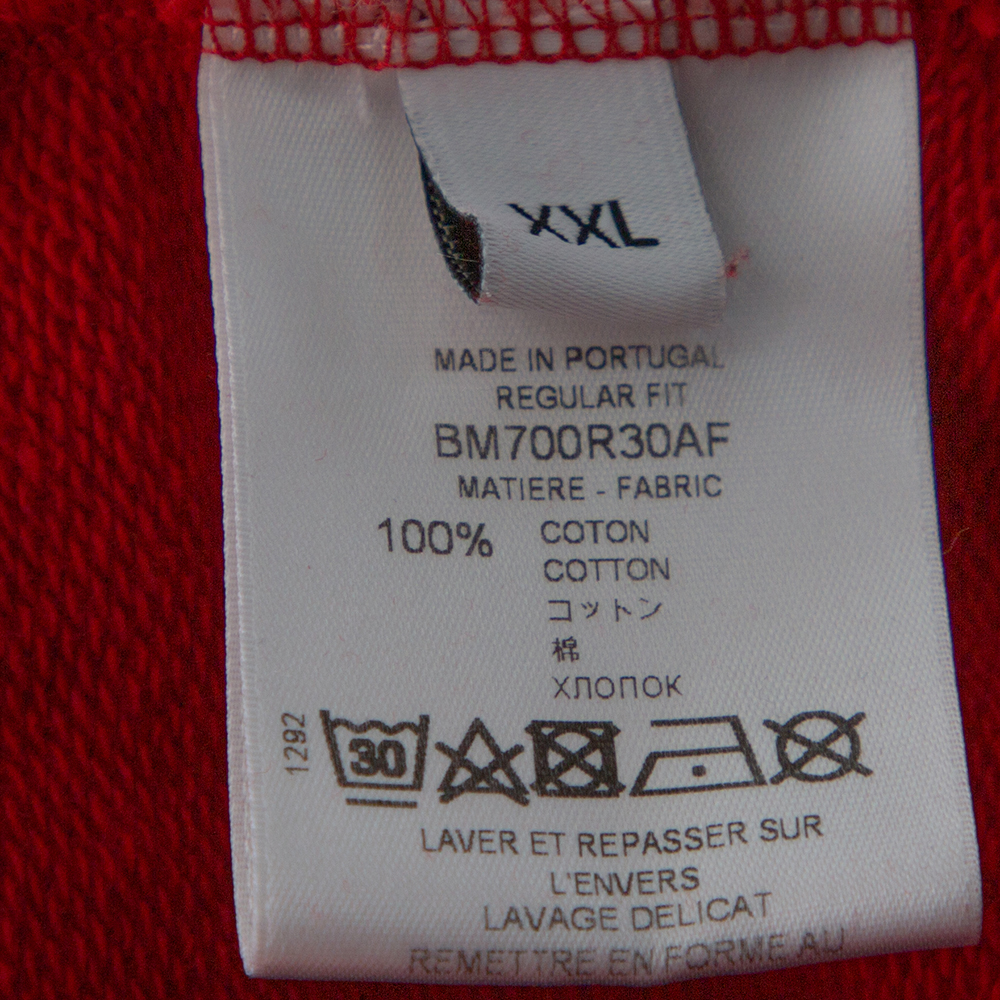 XXL
MADE IN PORTUGAL
REGULAR FIT
BM700R30AF
MATIERE - FABRIC
100% COTON
COTTON
コットン
棉
ХЛОПОК
1292
30
LAVER ET REPASSER SUR
L'ENVERS
LAVAGE DELICAT
REMETTRE EN FORME AU